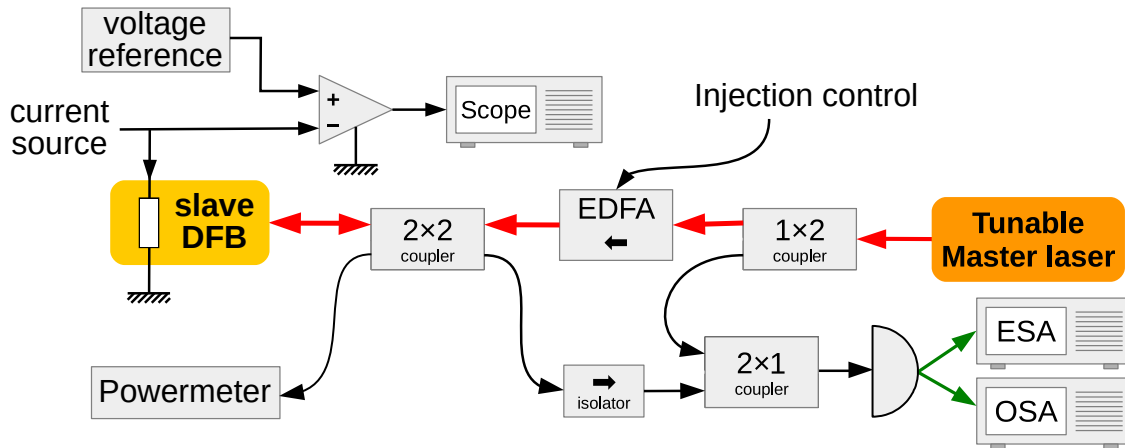 voltage
reference
current
source
+
−
Scope
Injection control
slave
DFB
2×2
coupler
EDFA
1×2
coupler
Tunable
Master laser
Powermeter
isolator
2×1
coupler
ESA
OSA